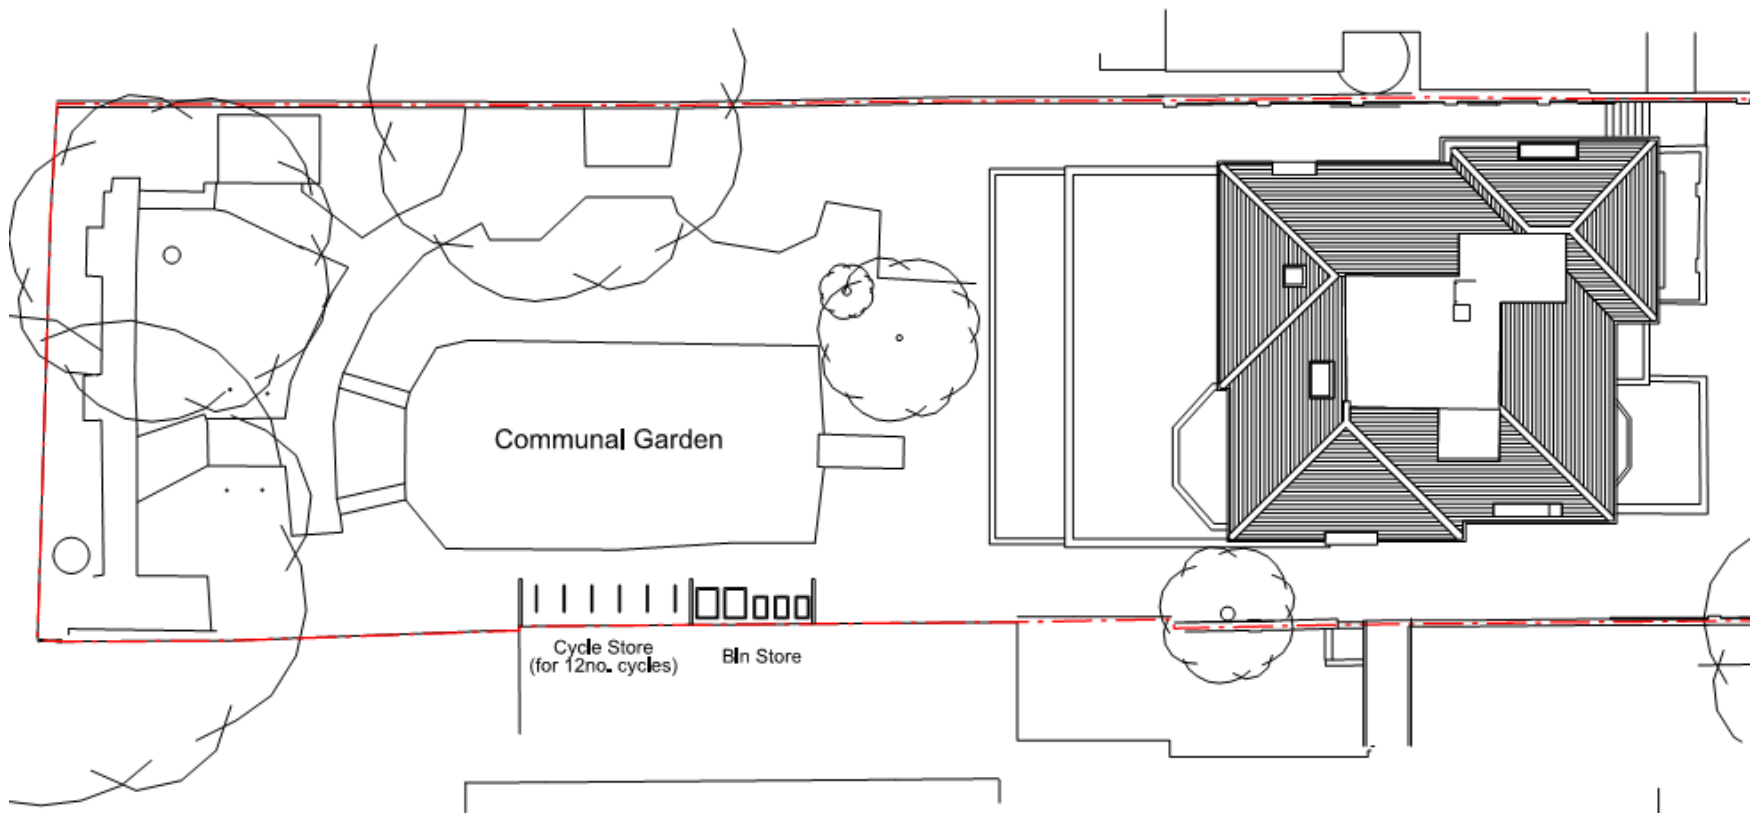 Communal Garden
Cycle Store
(for 12no. cycles)
Bin Store